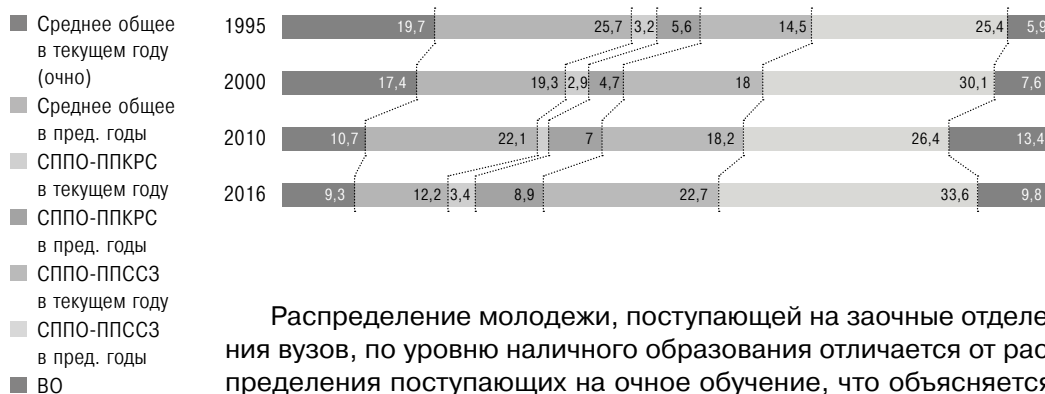 Среднее общее
в текущем году
(очно)
Среднее общее
в пред. годы
СППО-ППКРС
в текущем году
СППО-ППКРС
в пред. годы
СППО-ППССЗ
в текущем году
СППО-ППССЗ
в пред. годы
ВО
1995 19,7 25,7 3,2 5,6 14,5 25,4 5,9
2000 17,4 19,3 2,9 4,7 18 30,1 7,6
2010 10,7 22,1 7 18,2 26,4 13,4
2016 9,3 12,2 3,4 8,9 22,7 33,6 9,8
Распределение молодежи, поступающей на заочные отделе
ния вузов, по уровню наличного образования отличается от рас
пределения поступающих на очное обучение, что объясняется